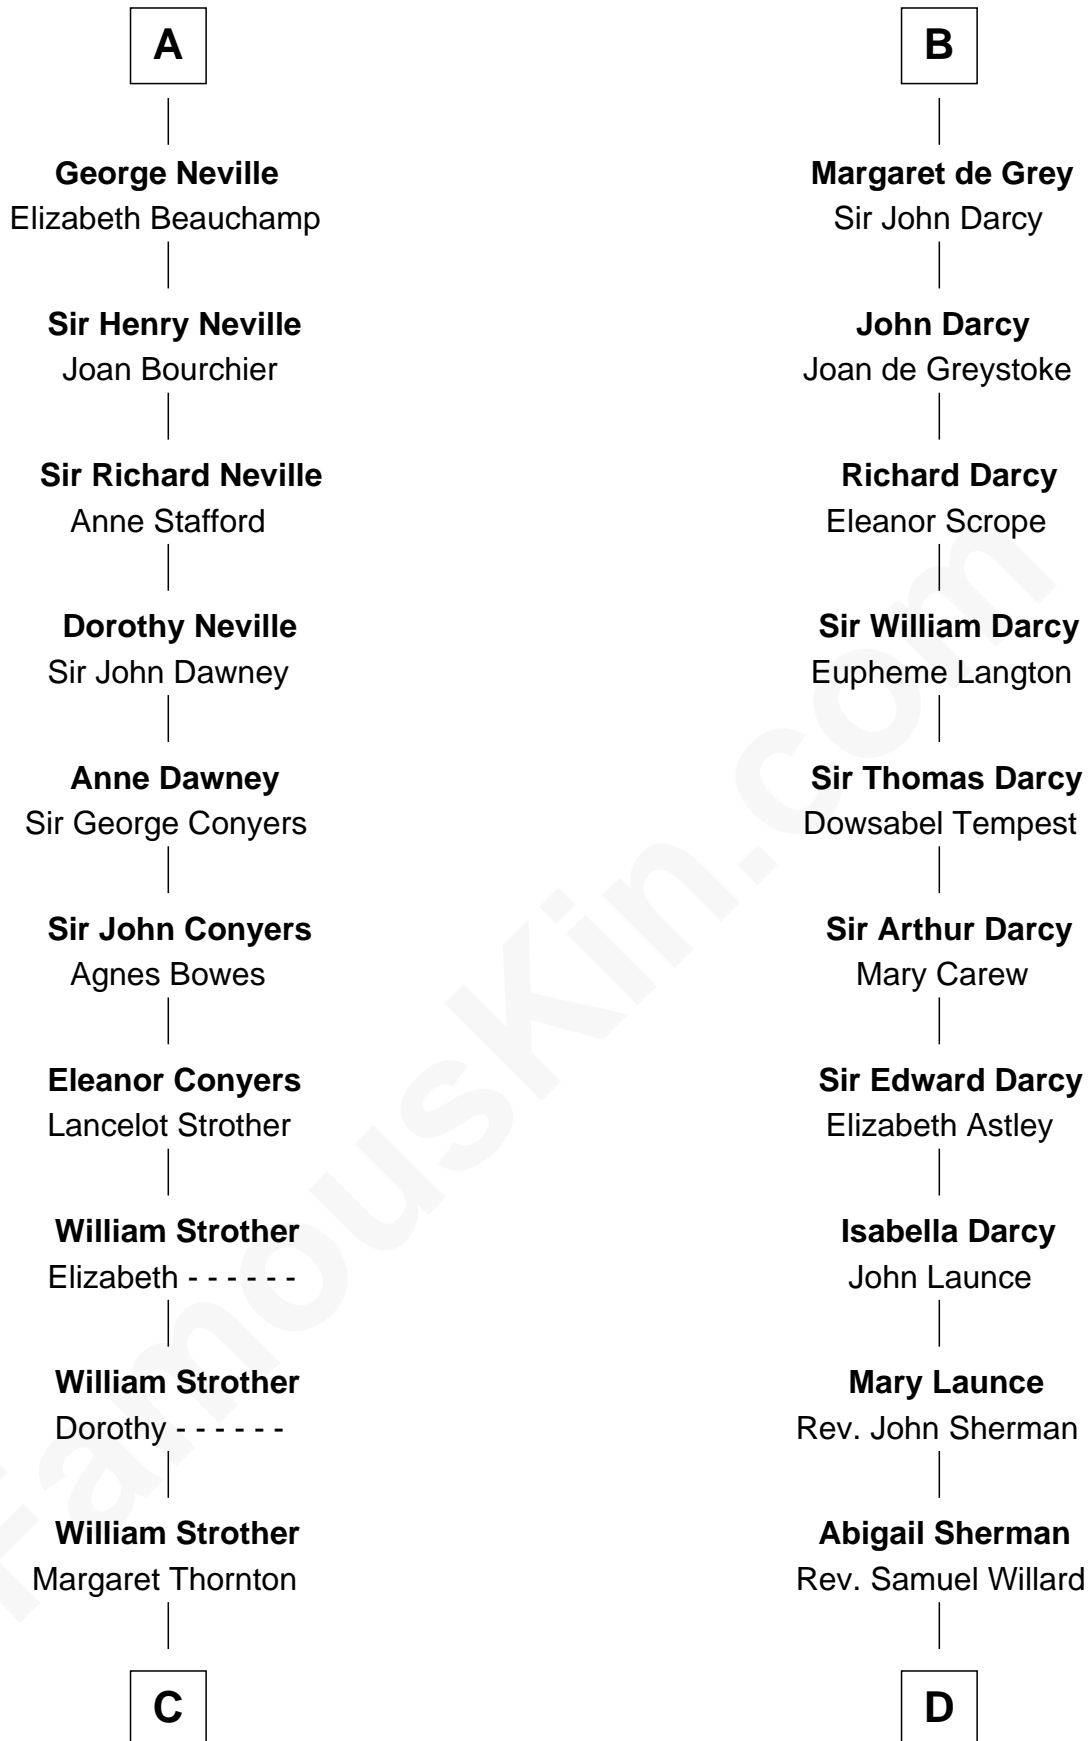 A
George Neville
Elizabeth Beauchamp
Sir Henry Neville
Joan Bourchier
Sir Richard Neville
Anne Stafford
Dorothy Neville
Sir John Dawney
Anne Dawney
Sir George Conyers
Sir John Conyers
Agnes Bowes
Eleanor Conyers
Lancelot Strother
William Strother
Elizabeth - - - - - -
William Strother
Dorothy - - - - - -
William Strother
Margaret Thornton
C
B
Margaret de Grey
Sir John Darcy
John Darcy
Joan de Greystoke
Richard Darcy
Eleanor Scrope
Sir William Darcy
Eupheme Langton
Sir Thomas Darcy
Dowsabel Tempest
Sir Arthur Darcy
Mary Carew
Sir Edward Darcy
Elizabeth Astley
Isabella Darcy
John Launce
Mary Launce
Rev. John Sherman
Abigail Sherman
Rev. Samuel Willard
D
FamousKin.com